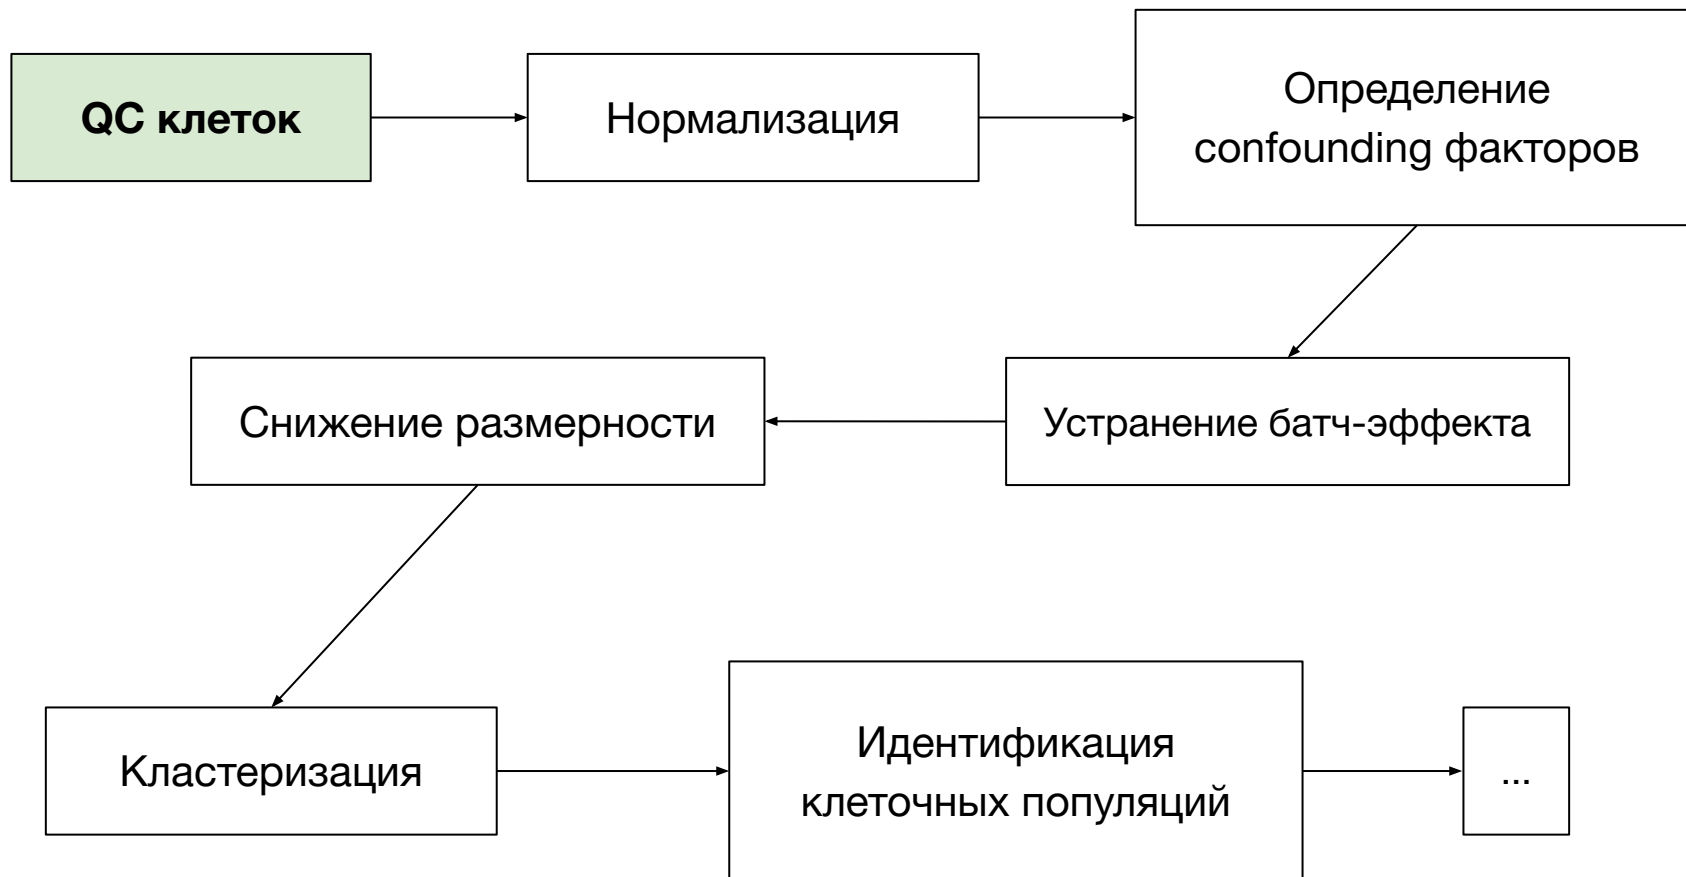 QC клеток
Нормализация
Определение
confounding факторов
Устранение батч-эффекта
Снижение размерности
Кластеризация
Идентификация
клеточных популяций
...